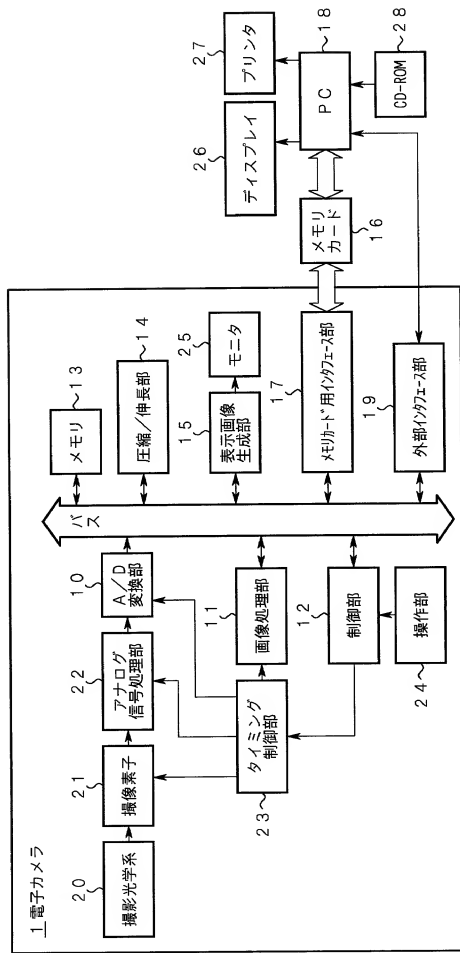 1 電子カメラ
20
撮影光学系
21
撮像素子
22
アナログ
信号処理部
10
A/D
変換部
23
タイミング
制御部
11
画像処理部
12
制御部
24
操作部
バス
13
メモリ
14
圧縮/伸長部
15
表示画像
生成部
25
モニタ
17
メモリカード用インタフェース部
19
外部インタフェース部
16
メモリ
カード
26
ディスプレイ
27
プリンタ
18
PC
28
CD-ROM